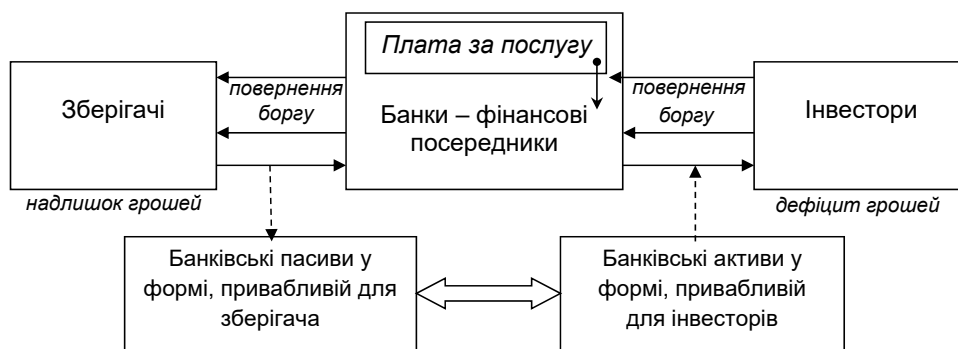 Плата за послугу
Зберігачі
повернення
боргу
Банки – фінансові
посередники
повернення
боргу
Інвестори
надлишок грошей
дефіцит грошей
Банківські пасиви у
формі, привабливій для
зберігача
Банківські активи у
формі, привабливій
для інвесторів